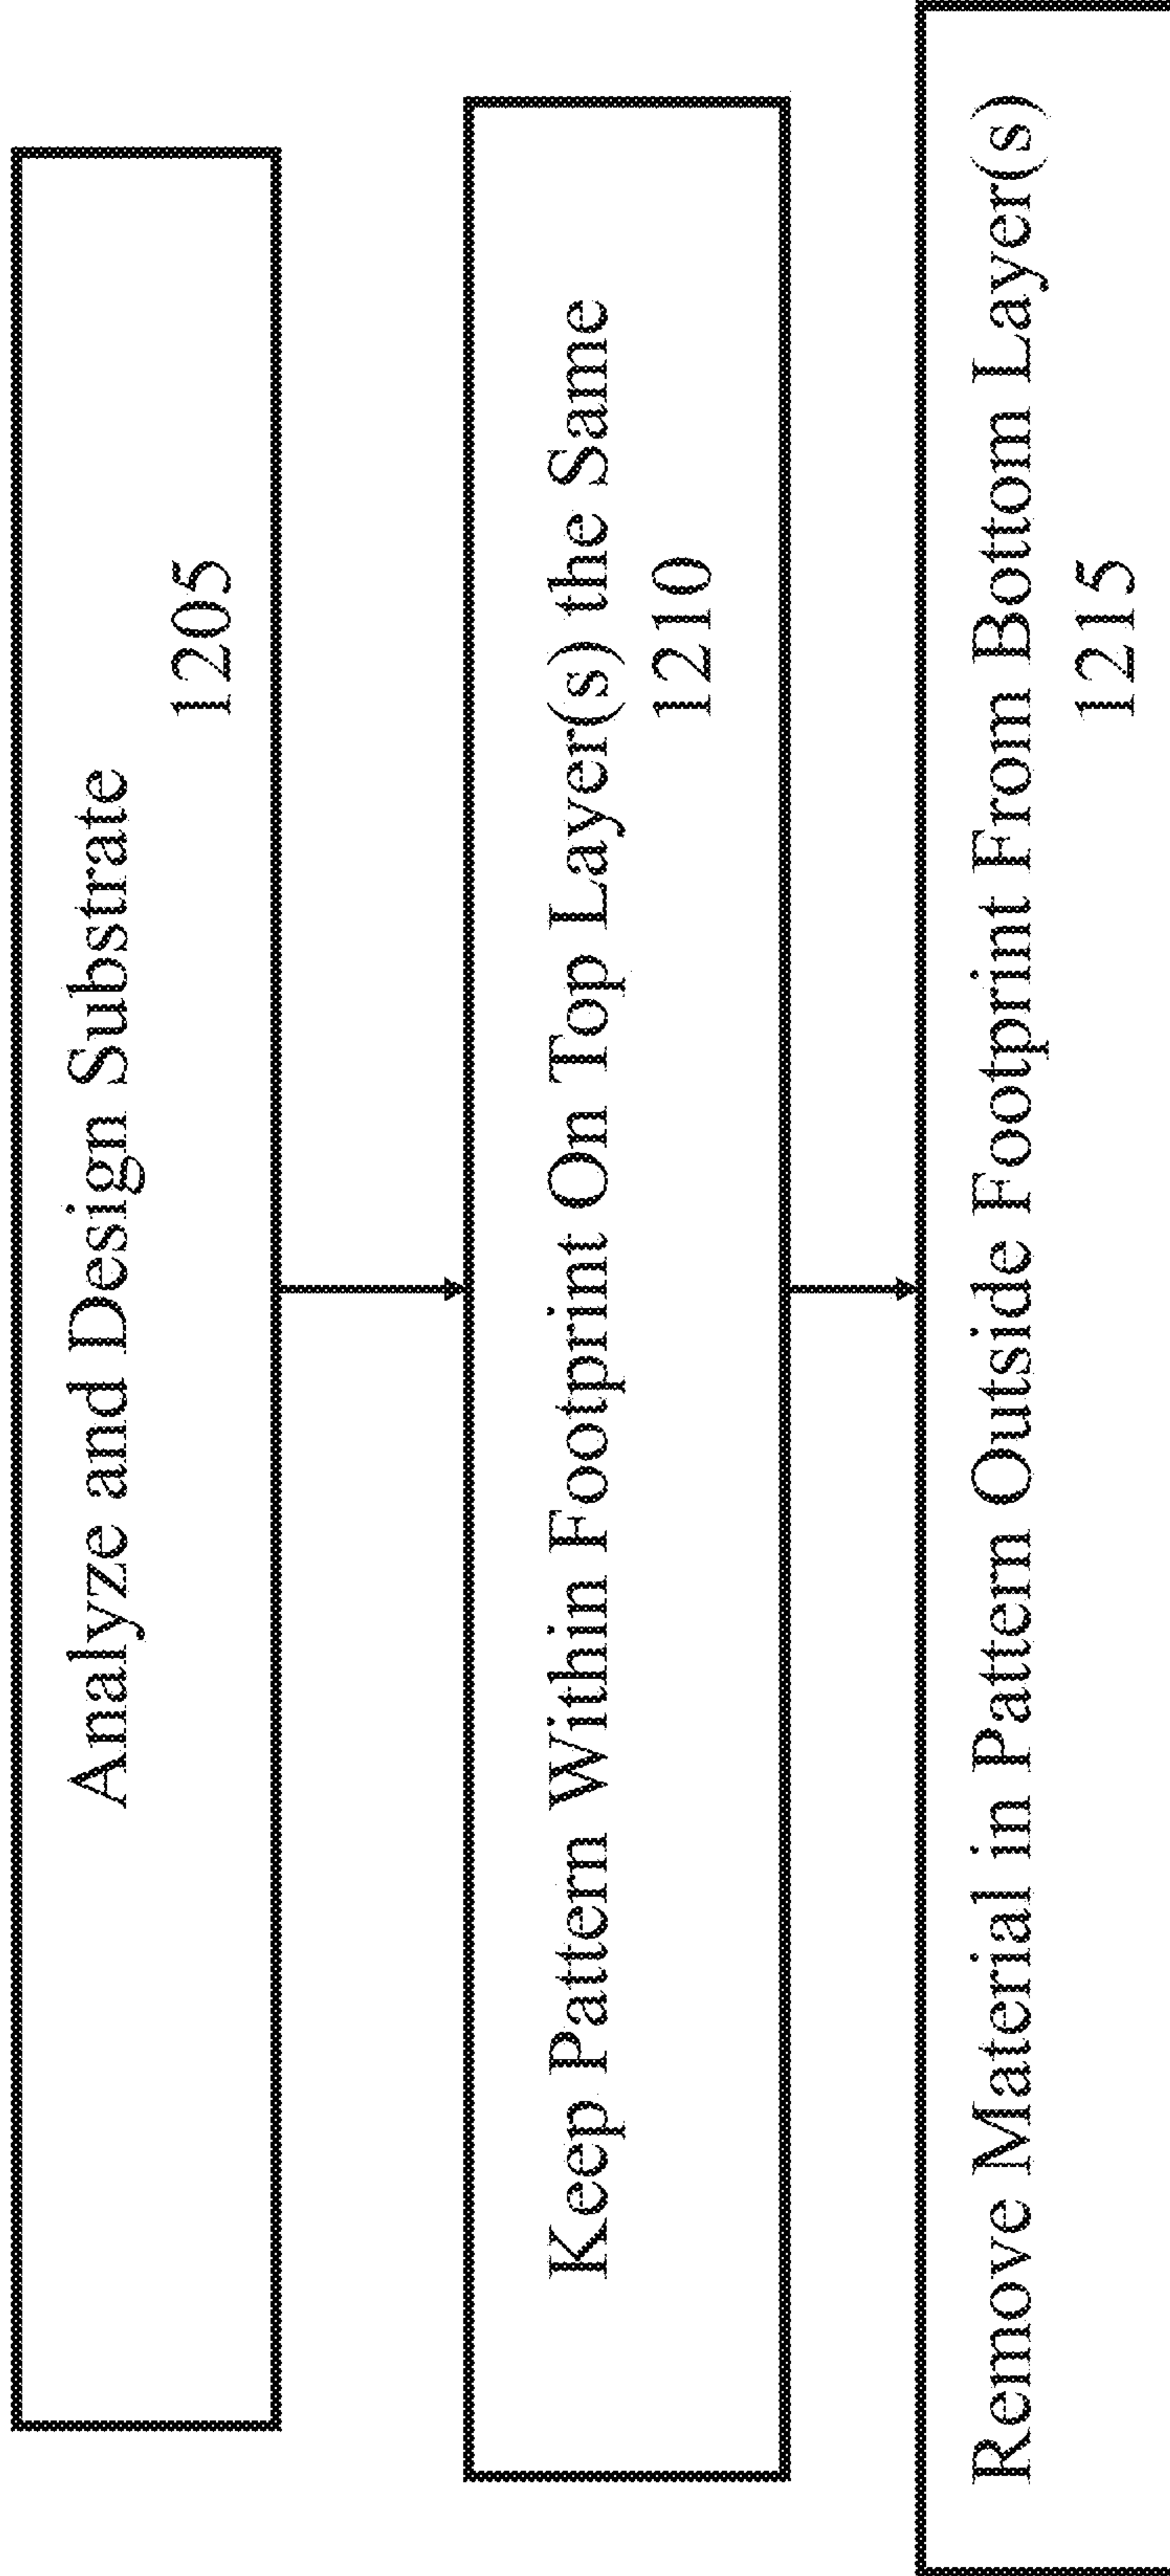 Analyze and Design Substrate
1205
Keep Pattern Within Footprint On Top Layer(s) the Same
1210
Remove Material in Pattern Outside Footprint From Bottom Layer(s)
1215